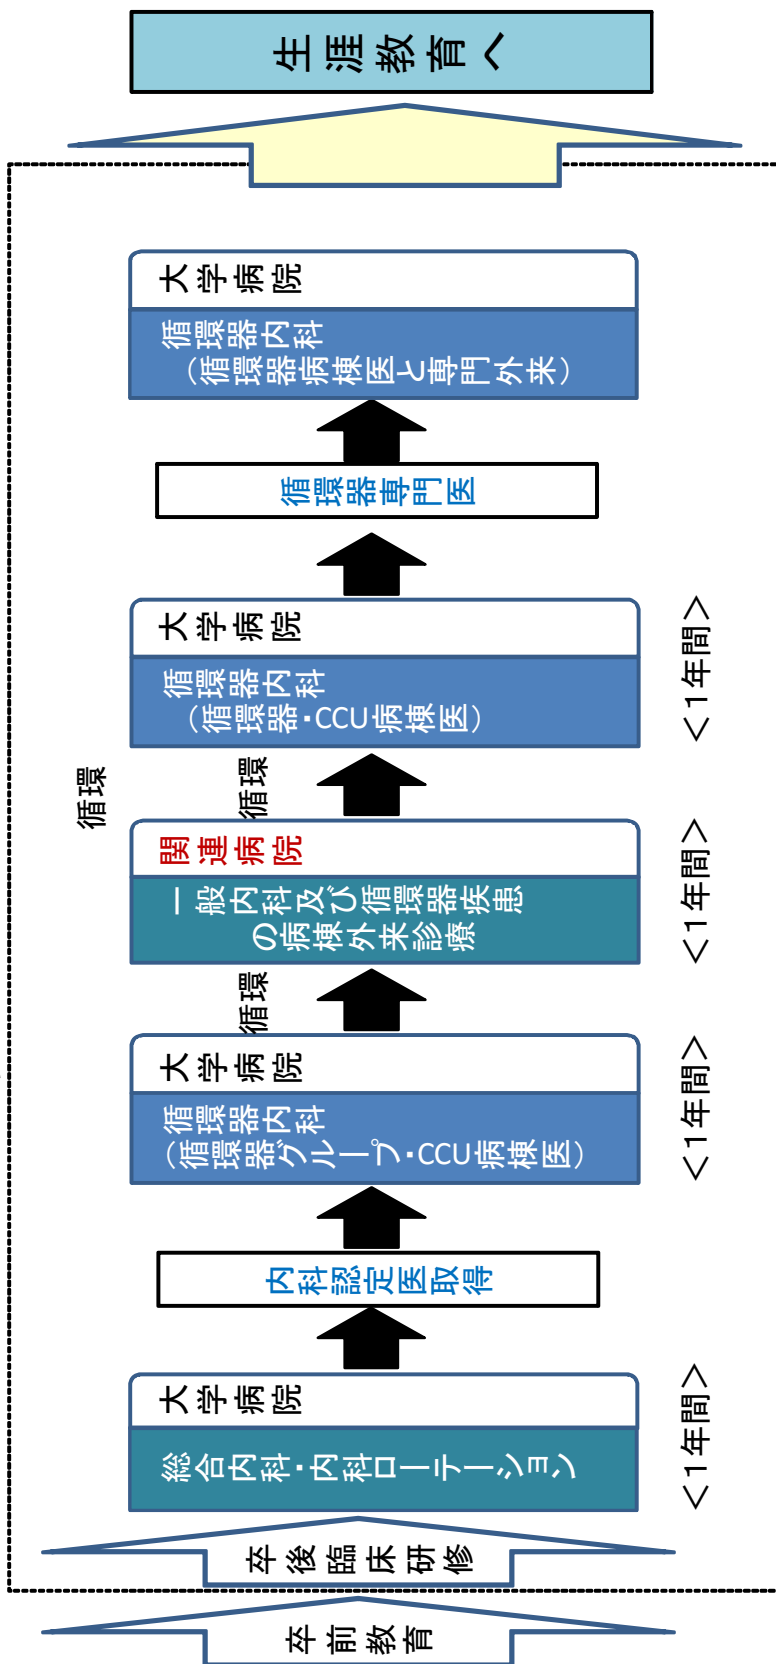 卒前教育
卒後臨床研修
大学病院
総合内科・内科ローテーション
＜１年間＞
内科認定医取得
大学病院
循環器内科
（循環器グループ・CCU病棟医）
＜１年間＞
循環
関連病院
一般内科及び循環器疾患
の病棟外来診療
＜１年間＞
循環
循環
大学病院
循環器内科
（循環器・CCU病棟医）
＜１年間＞
循環器専門医
大学病院
循環器内科
（循環器病棟医と専門外来）
生涯教育へ